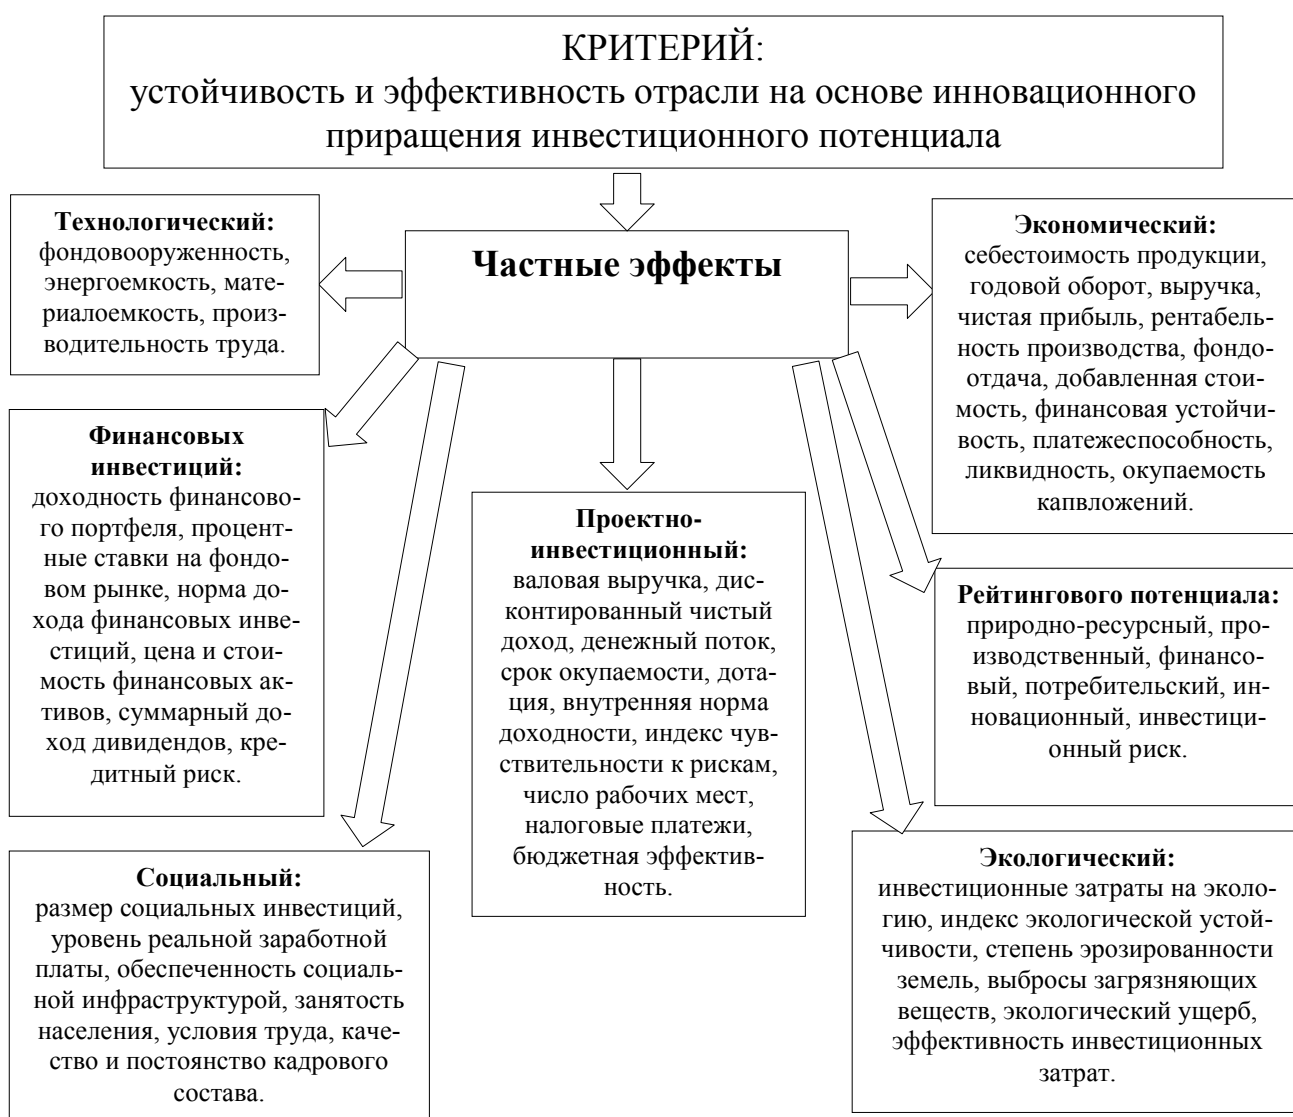 КРИТЕРИЙ:
устойчивость и эффективность отрасли на основе инновационного
приращения инвестиционного потенциала
Частные эффекты
Технологический:
фондовооруженность,
энергоемкость, мате-
риалоемкость, произ-
водительность труда.
Экономический:
себестоимость продукции,
годовой оборот, выручка,
чистая прибыль, рентабель-
ность производства, фондо-
отдача, добавленная стои-
мость, финансовая устойчи-
вость, платежеспособность,
ликвидность, окупаемость
капвложений.
Финансовых
инвестиций:
доходность финансово-
го портфеля, процент-
ные ставки на фондо-
вом рынке, норма до-
хода финансовых инве-
стиций, цена и стои-
мость финансовых ак-
тивов, суммарный до-
ход дивидендов, кре-
дитный риск.
Проектно-
инвестиционный:
валовая выручка, дис-
контированный чистый
доход, денежный поток,
срок окупаемости, дота-
ция, внутренняя норма
доходности, индекс чув-
ствительности к рискам,
число рабочих мест,
налоговые платежи,
бюджетная эффектив-
ность.
Рейтингового потенциала:
природно-ресурсный, про-
изводственный, финансо-
вый, потребительский, ин-
новационный, инвестици-
онный риск.
Социальный:
размер социальных инвестиций,
уровень реальной заработной
платы, обеспеченность социаль-
ной инфраструктурой, занятость
населения, условия труда, каче-
ство и постоянство кадрового
состава.
Экологический:
инвестиционные затраты на эколо-
гию, индекс экологической устой-
чивости, степень эрозированности
земель, выбросы загрязняющих
веществ, экологический ущерб,
эффективность инвестиционных
затрат.